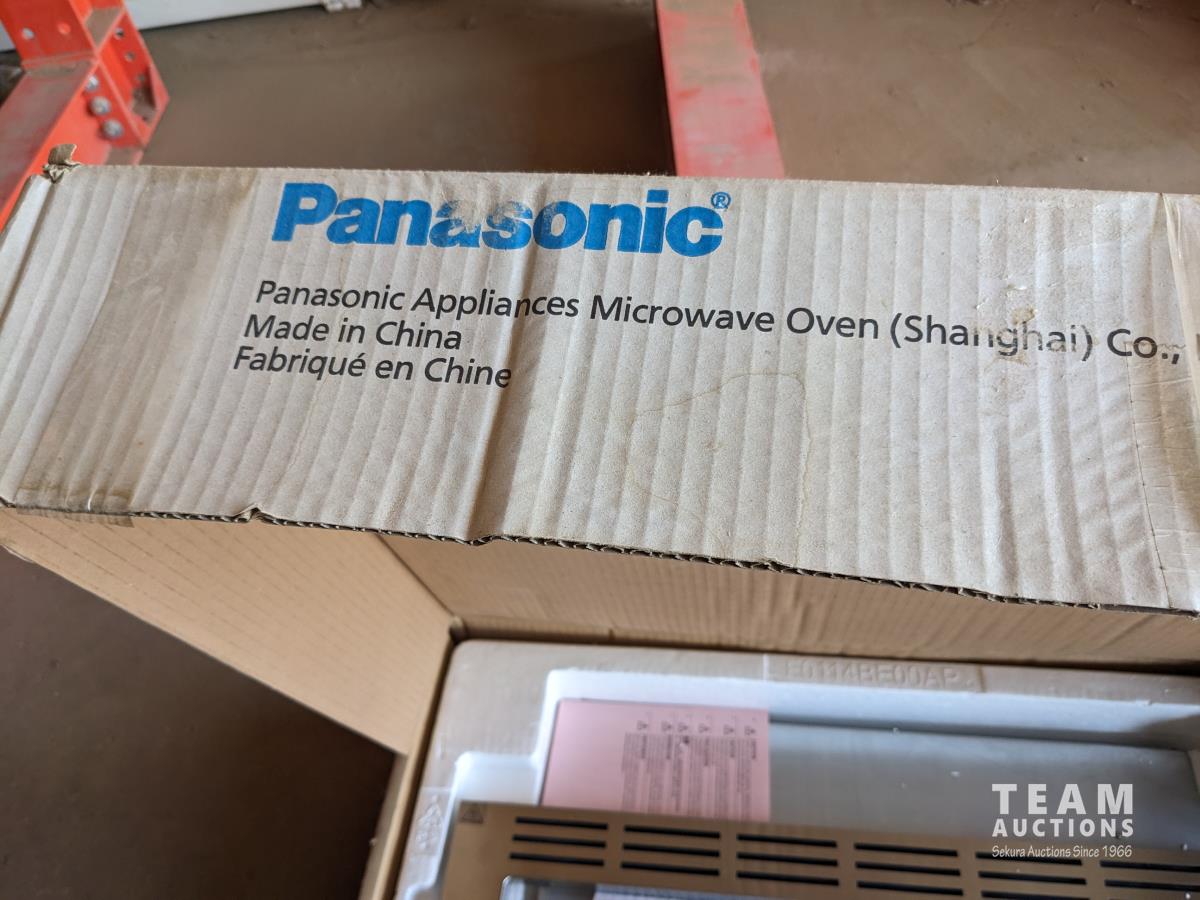 Panasonic®
Panasonic Appliances Microwave Oven (Shanghai) Co.,
Made in China
Fabriqué en Chine
E0114BE00AP
TEAM
AUCTIONS
Sekura Auctions Since 1966